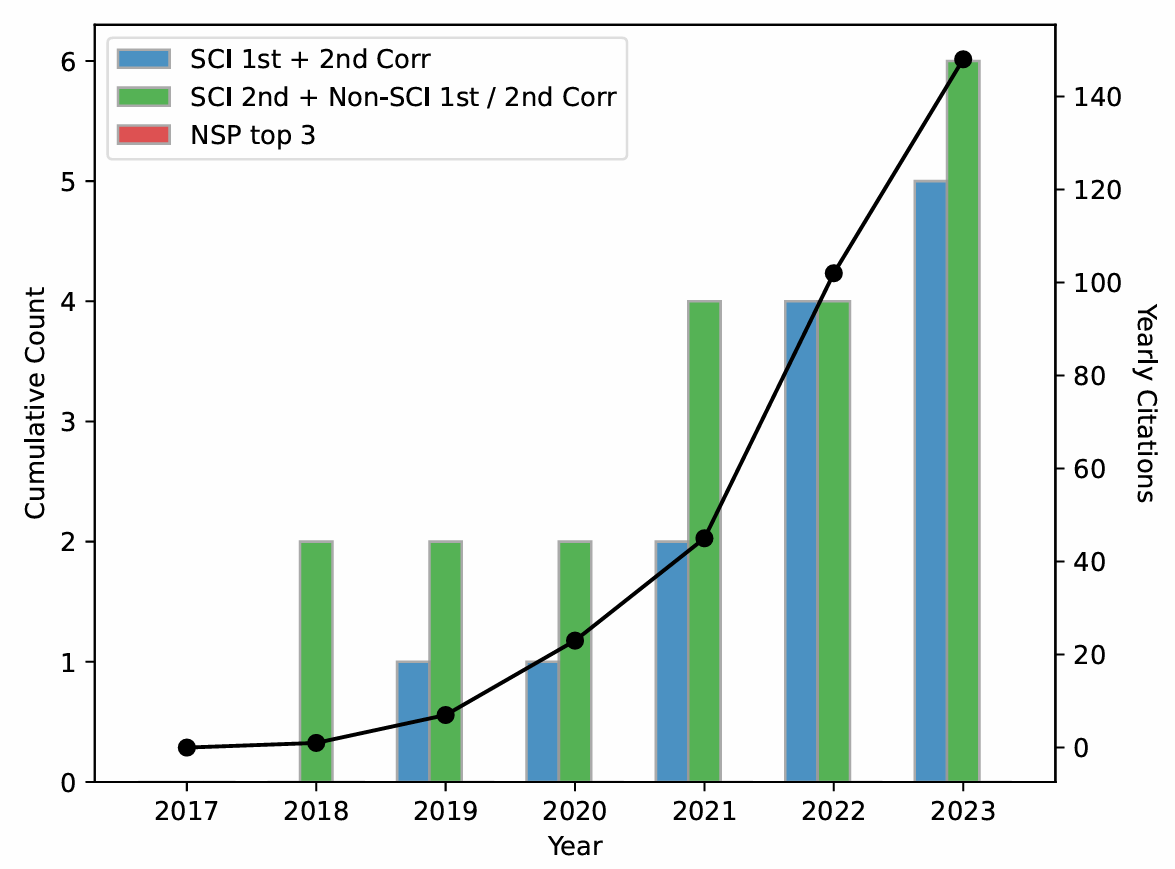 SCI 1st + 2nd Corr
SCI 2nd + Non-SCI 1st / 2nd Corr
NSP top 3
6
5
4
3
2
1
0
Cumulative Count
140
120
100
80
60
40
20
0
Yearly Citations
2017 2018 2019 2020 2021 2022 2023
Year